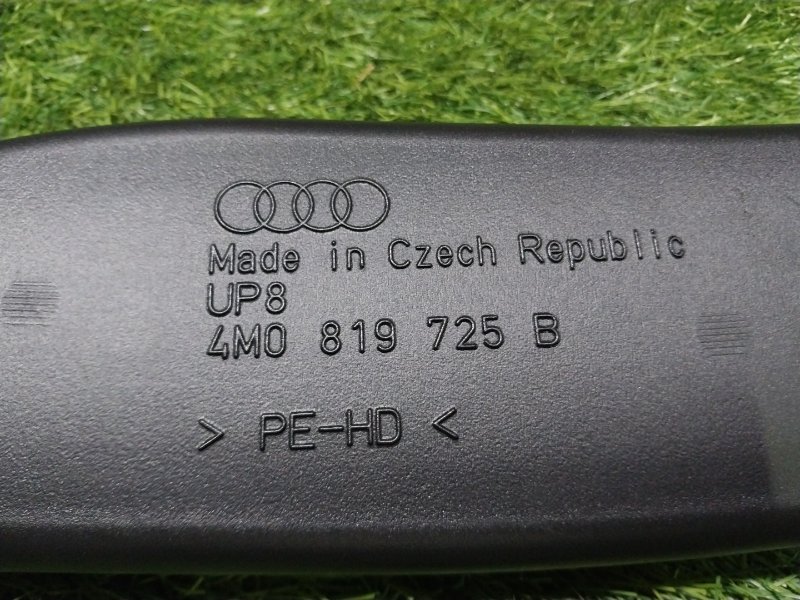 Made in Czech Republic
UP8
4M0 819 725 B
> PE-HD <